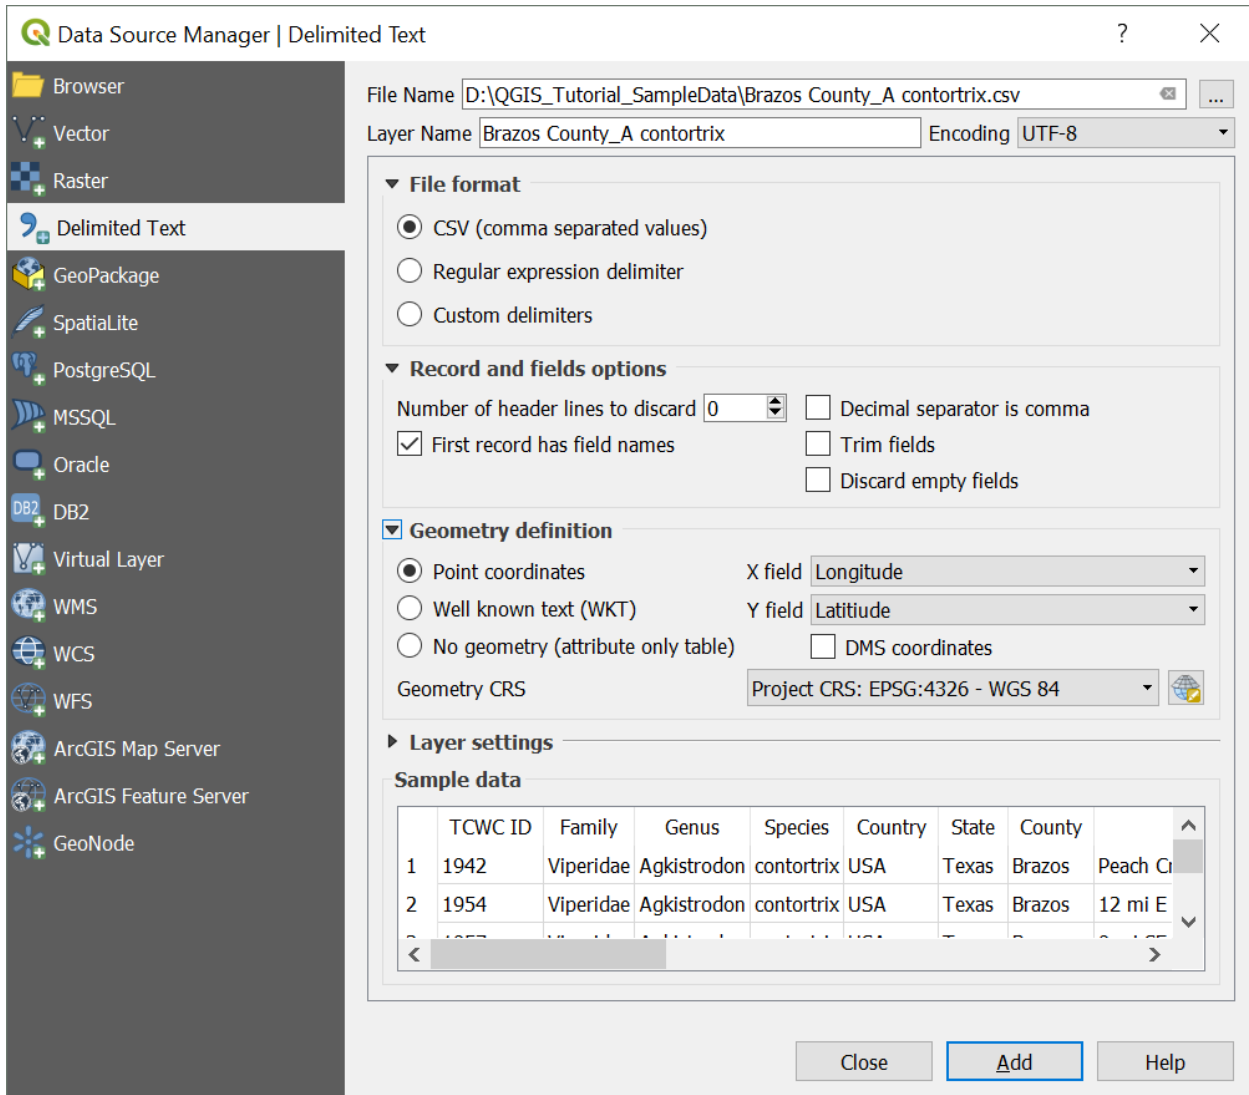 Data Source Manager | Delimited Text
?
Browser
Vector
Raster
Delimited Text
GeoPackage
SpatiaLite
PostgreSQL
MSSQL
Oracle
DB2
DB2
Virtual Layer
WMS
WCS
WFS
ArcGIS Map Server
ArcGIS Feature Server
GeoNode
File Name D:\QGIS_Tutorial_SampleData\Brazos County_A contortrix.csv ...
Layer Name Brazos County_A contortrix Encoding UTF-8
File format
CSV (comma separated values)
Regular expression delimiter
Custom delimiters
Record and fields options
Number of header lines to discard 0 Decimal separator is comma
First record has field names Trim fields
Discard empty fields
Geometry definition
Point coordinates X field Longitude
Well known text (WKT) Y field Latitiude
No geometry (attribute only table) DMS coordinates
Geometry CRS Project CRS: EPSG:4326 - WGS 84
Layer settings
Sample data
TCWC ID Family Genus Species Country State County
1 1942 Viperidae Agkistrodon contortrix USA Texas Brazos Peach
2 1954 Viperidae Agkistrodon contortrix USA Texas Brazos 12 mi E
Close Add Help